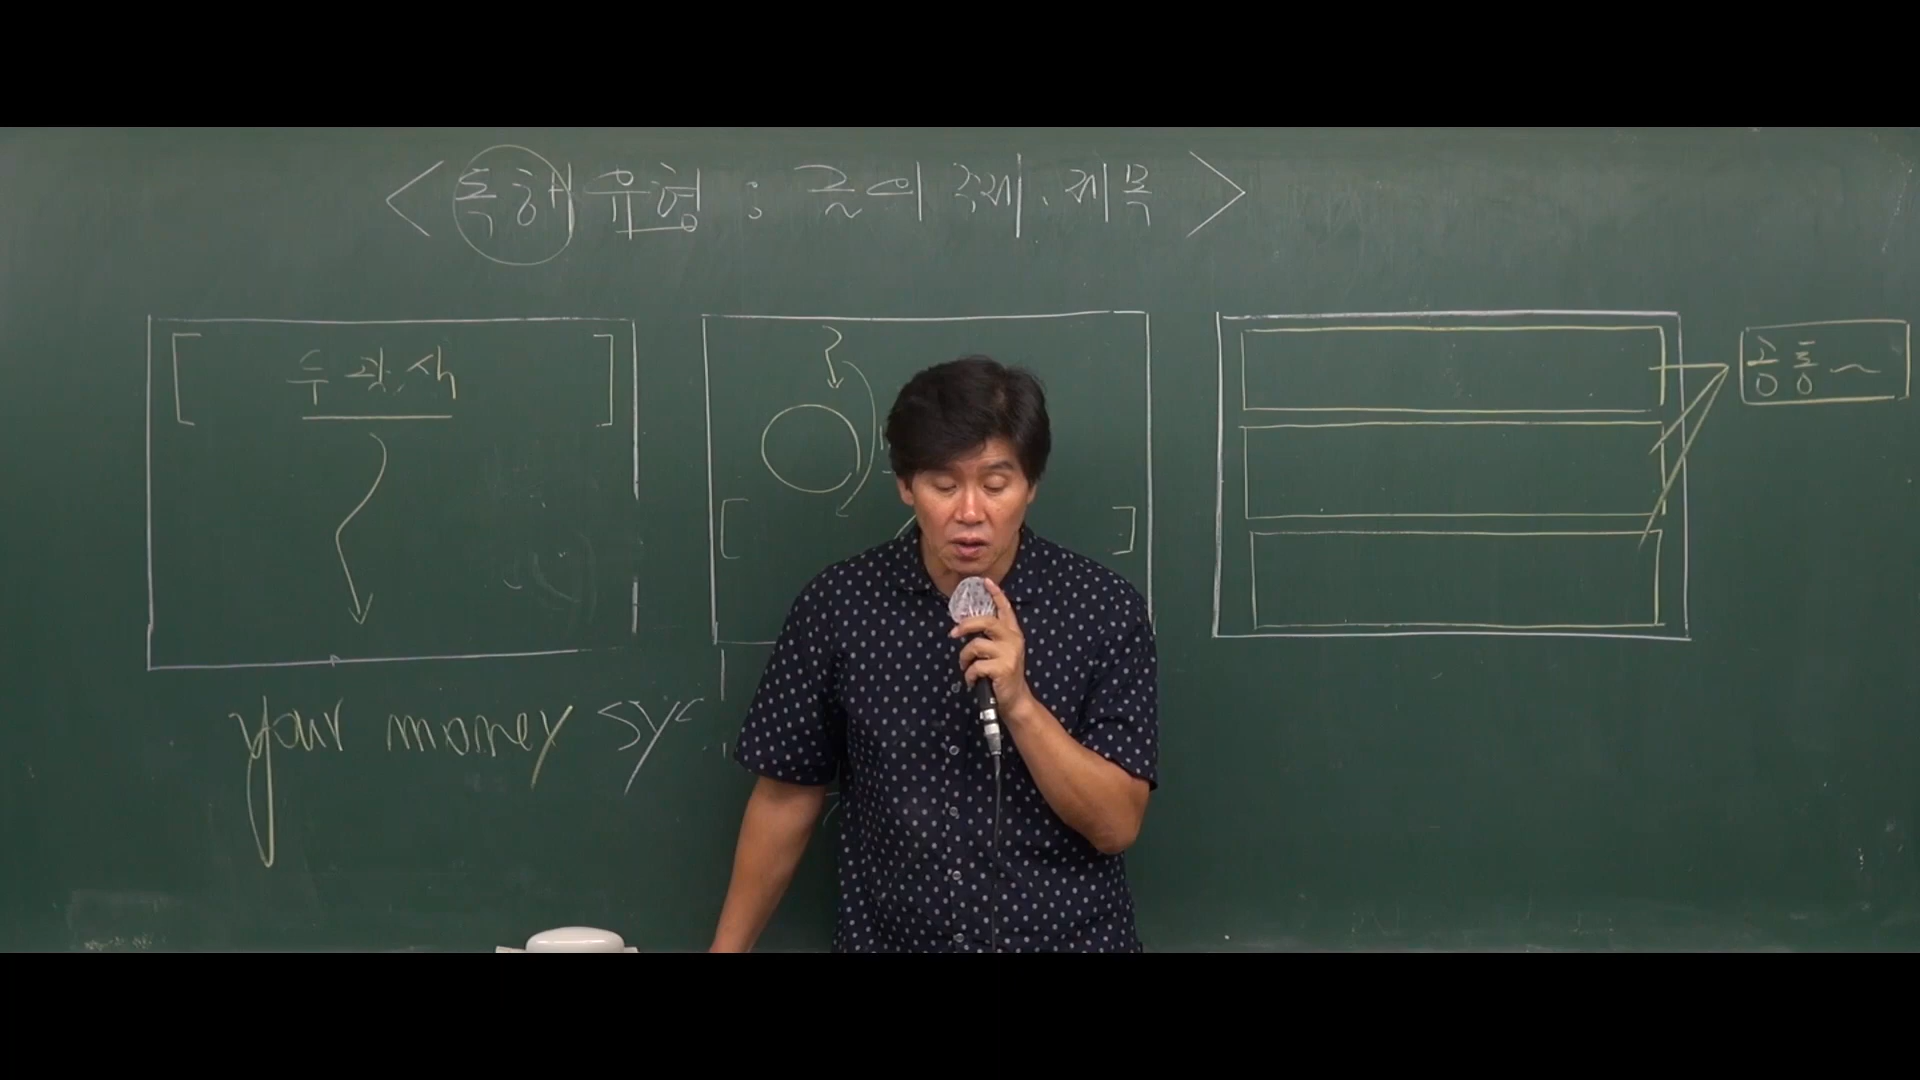 < 독해 유형 : 글의 주제, 제목 >
두괄식
공통~
your money sys